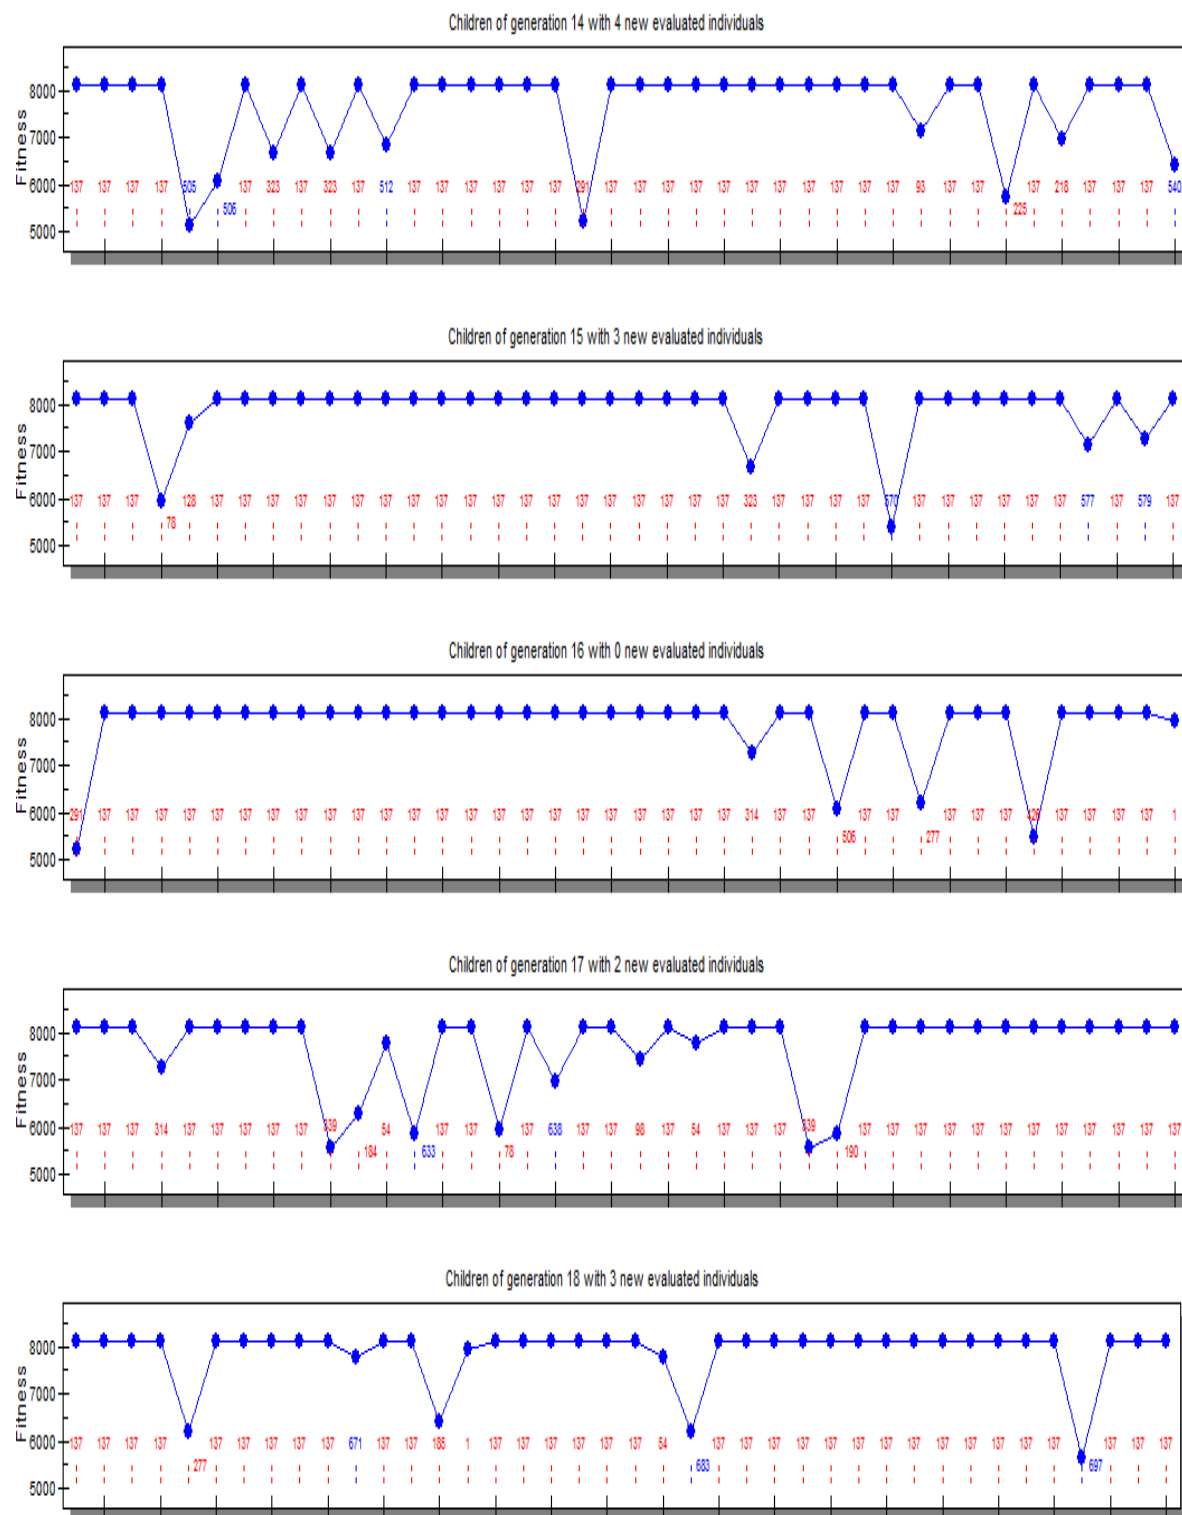 Children of generation 14 with 4 new evaluated individuals
Fitness
8000
7000
6000
5000
137 137 137 137 505 137 323 137 323 137 512 137 137 137 137 137 137 291 137 137 137 137 137 137 137 137 137 137 137 93 137 137 137 218 137 137 137 540
506 225
Children of generation 15 with 3 new evaluated individuals
Fitness
8000
7000
6000
5000
137 137 137 128 137 137 137 137 137 137 137 137 137 137 137 137 137 137 137 137 137 137 137 323 137 137 137 137 570 137 137 137 137 137 137 577 137 579 137
78
Children of generation 16 with 0 new evaluated individuals
Fitness
8000
7000
6000
5000
291 137 137 137 137 137 137 137 137 137 137 137 137 137 137 137 137 137 137 137 137 137 137 137 314 137 137 137 137 137 137 137 137 137 137 137 1
506 277
Children of generation 17 with 2 new evaluated individuals
Fitness
8000
7000
6000
5000
137 137 137 314 137 137 137 137 137 54 137 137 137 638 137 137 98 137 54 137 137 137 137 137 137 137 137 137 137 137 137 137 137 137
184 633 78 190
Children of generation 18 with 3 new evaluated individuals
Fitness
8000
7000
6000
5000
137 137 137 137 137 137 137 137 137 671 137 137 185 1 137 137 137 137 137 137 54 137 137 137 137 137 137 137 137 137 137 137 137 137 137 137 137
277 683 697